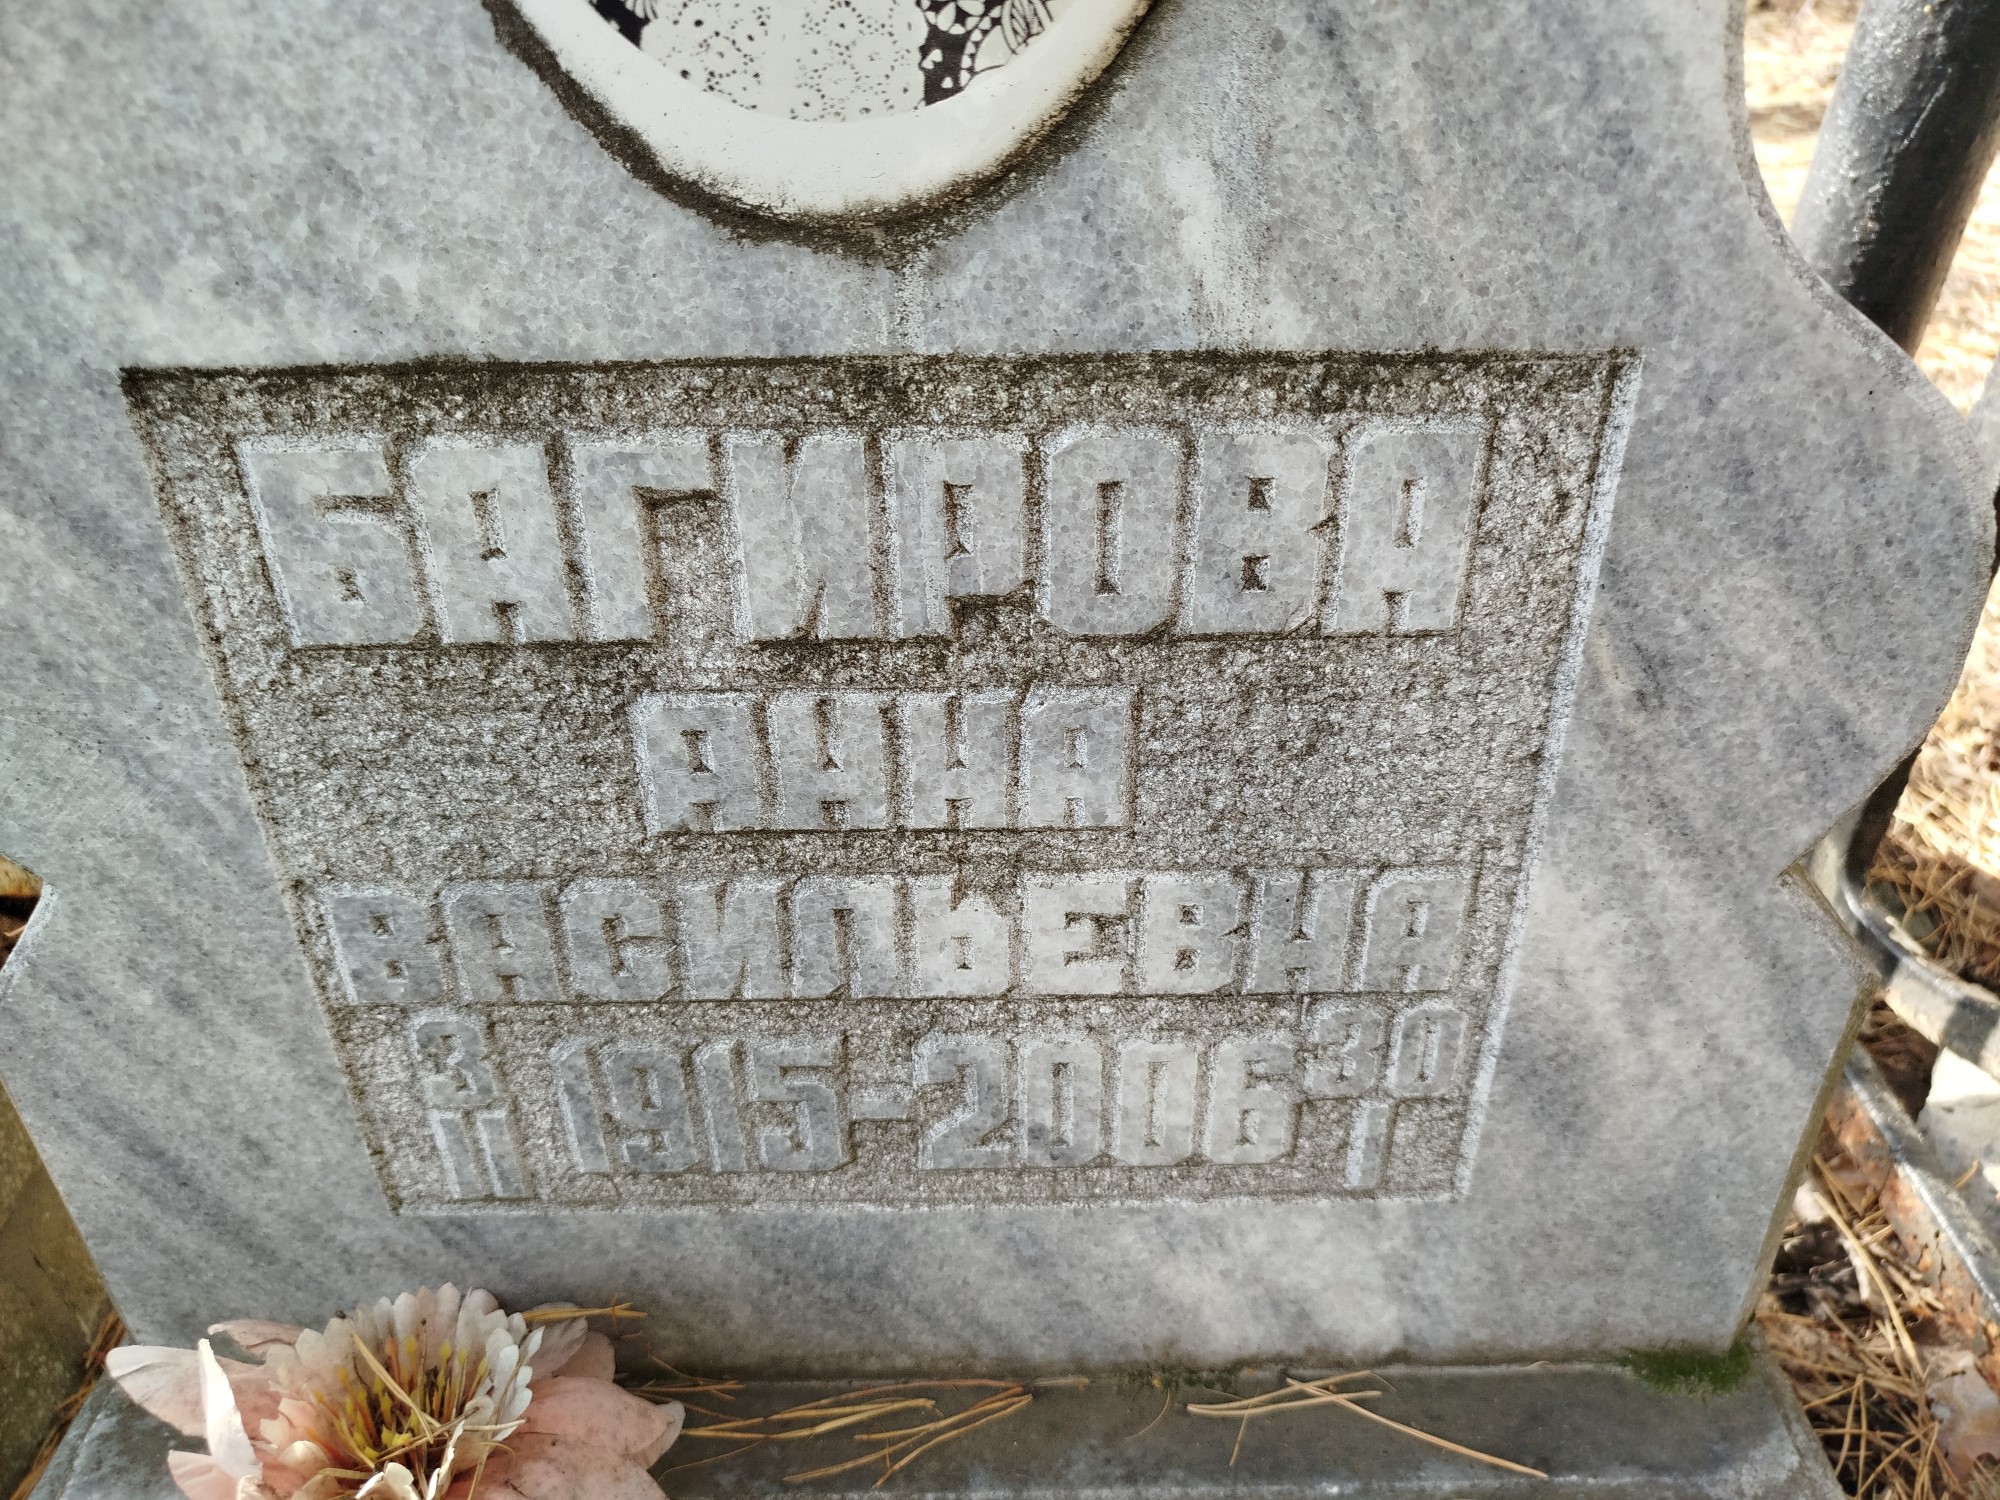 БАГИРОВА
АННА
ВАСИЛЬЕВНА
3 II 1915-2006 30 I